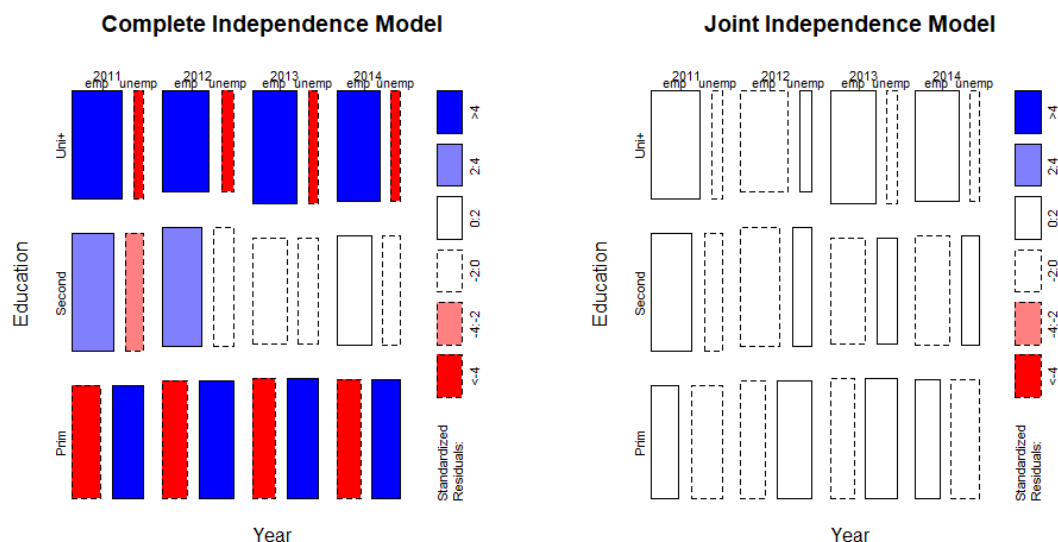 Complete Independence Model
2011 2012 2013 2014
emp unemp emp unemp emp unemp emp unemp
Uni+
Second
Prim
Education
Year
>4
2:4
0:2
-2:0
-4:-2
<-4
Standardized
Residuals:
Joint Independence Model
2011 2012 2013 2014
emp unemp emp unemp emp unemp emp unemp
Uni+
Second
Prim
Education
Year
>4
2:4
0:2
-2:0
-4:-2
<-4
Standardized
Residuals: